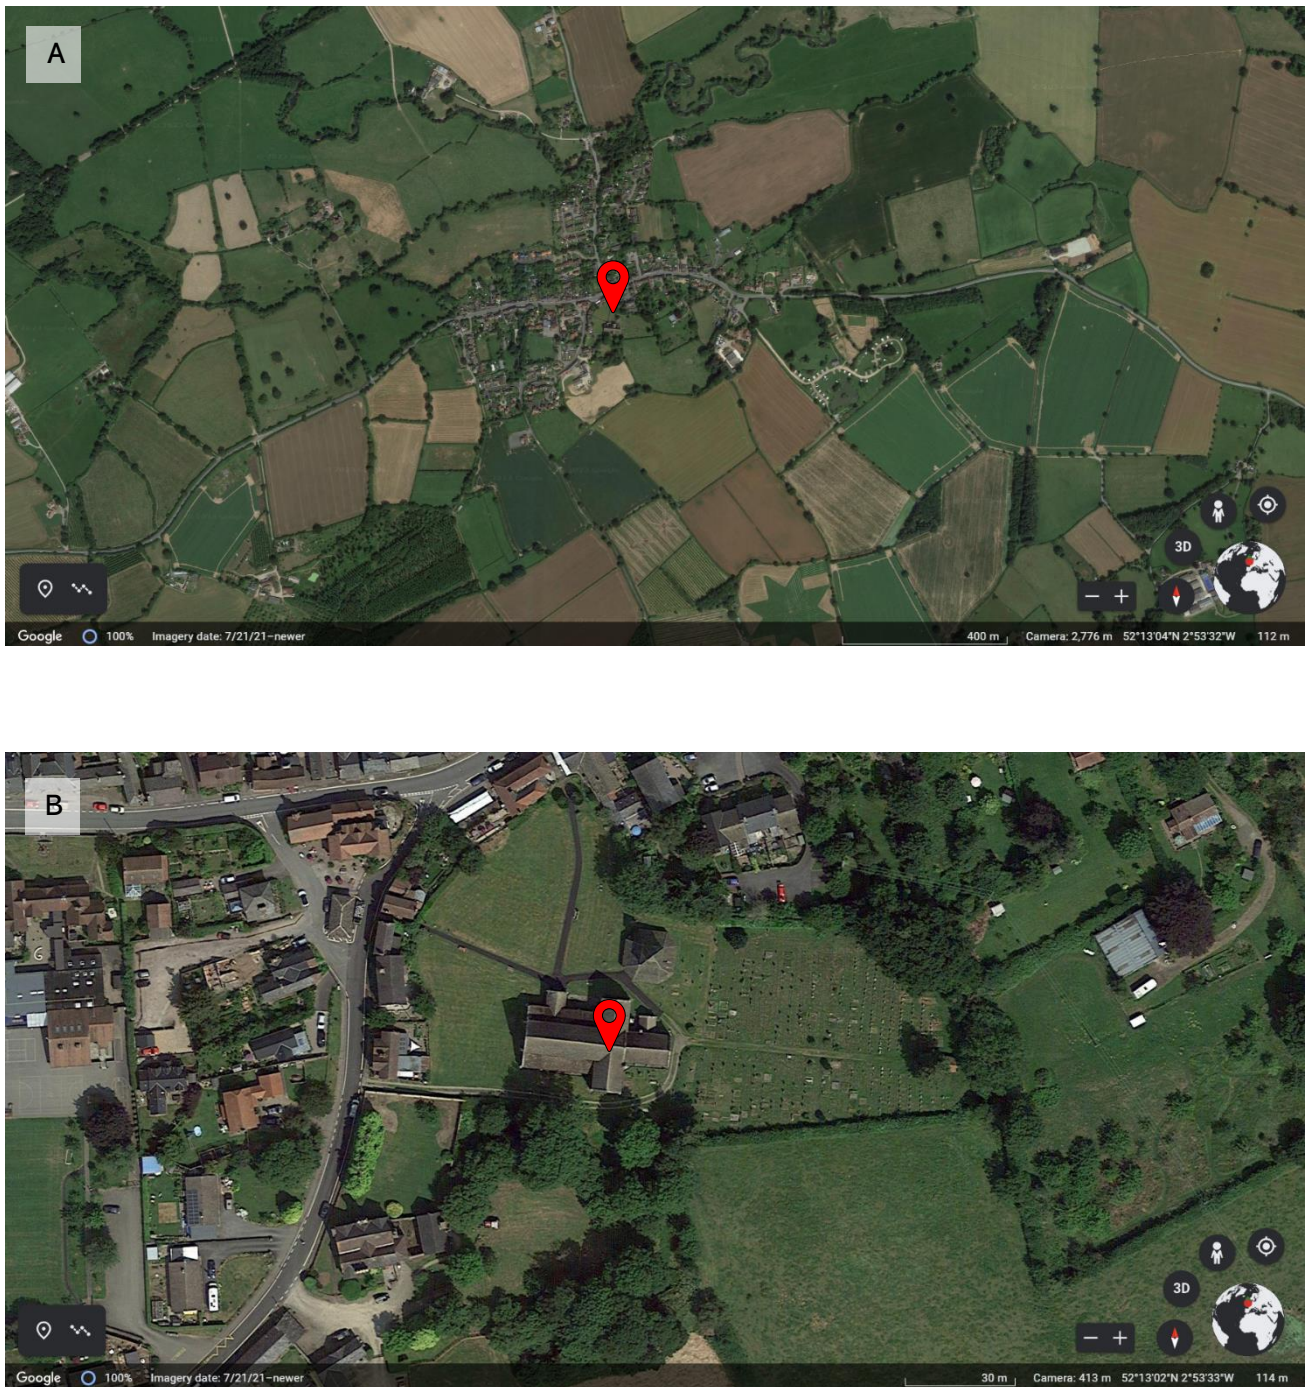 A
3D
Google 100% Imagery date: 7/21/21–newer 400 m Camera: 2,776 m 52°13'04"N 2°53'32"W 112 m
B
3D
Google 100% Imagery date: 7/21/21–newer 30 m Camera: 413 m 52°13'02"N 2°53'33"W 114 m